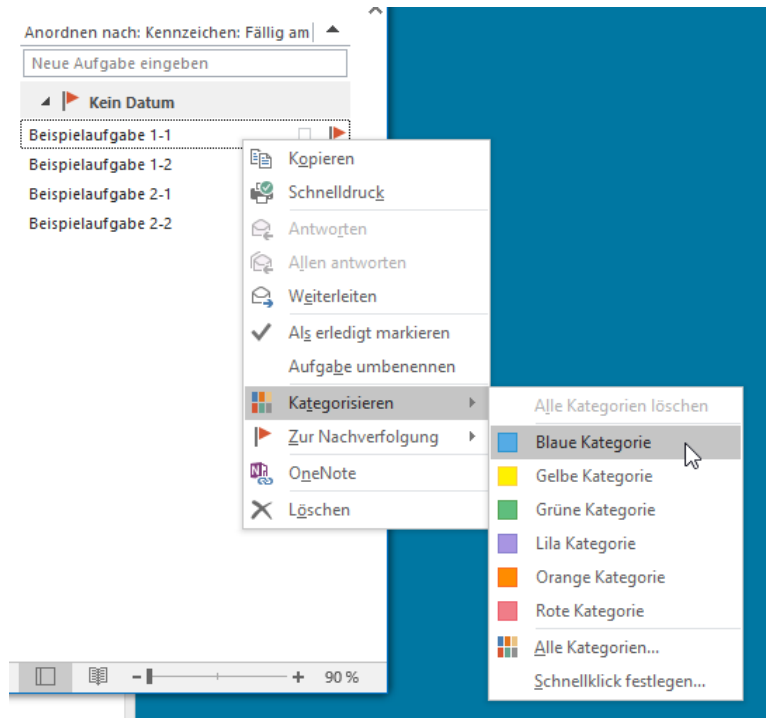 Anordnen nach: Kennzeichen: Fällig am
Neue Aufgabe eingeben
Kein Datum
Beispielaufgabe 1-1
Beispielaufgabe 1-2
Beispielaufgabe 2-1
Beispielaufgabe 2-2
Kopieren
Schnelldruck
Antworten
Allen antworten
Weiterleiten
Als erledigt markieren
Aufgabe umbenennen
Kategorisieren
Zur Nachverfolgung
OneNote
Löschen
Alle Kategorien löschen
Blaue Kategorie
Gelbe Kategorie
Grüne Kategorie
Lila Kategorie
Orange Kategorie
Rote Kategorie
Alle Kategorien...
Schnellklick festlegen...
90 %